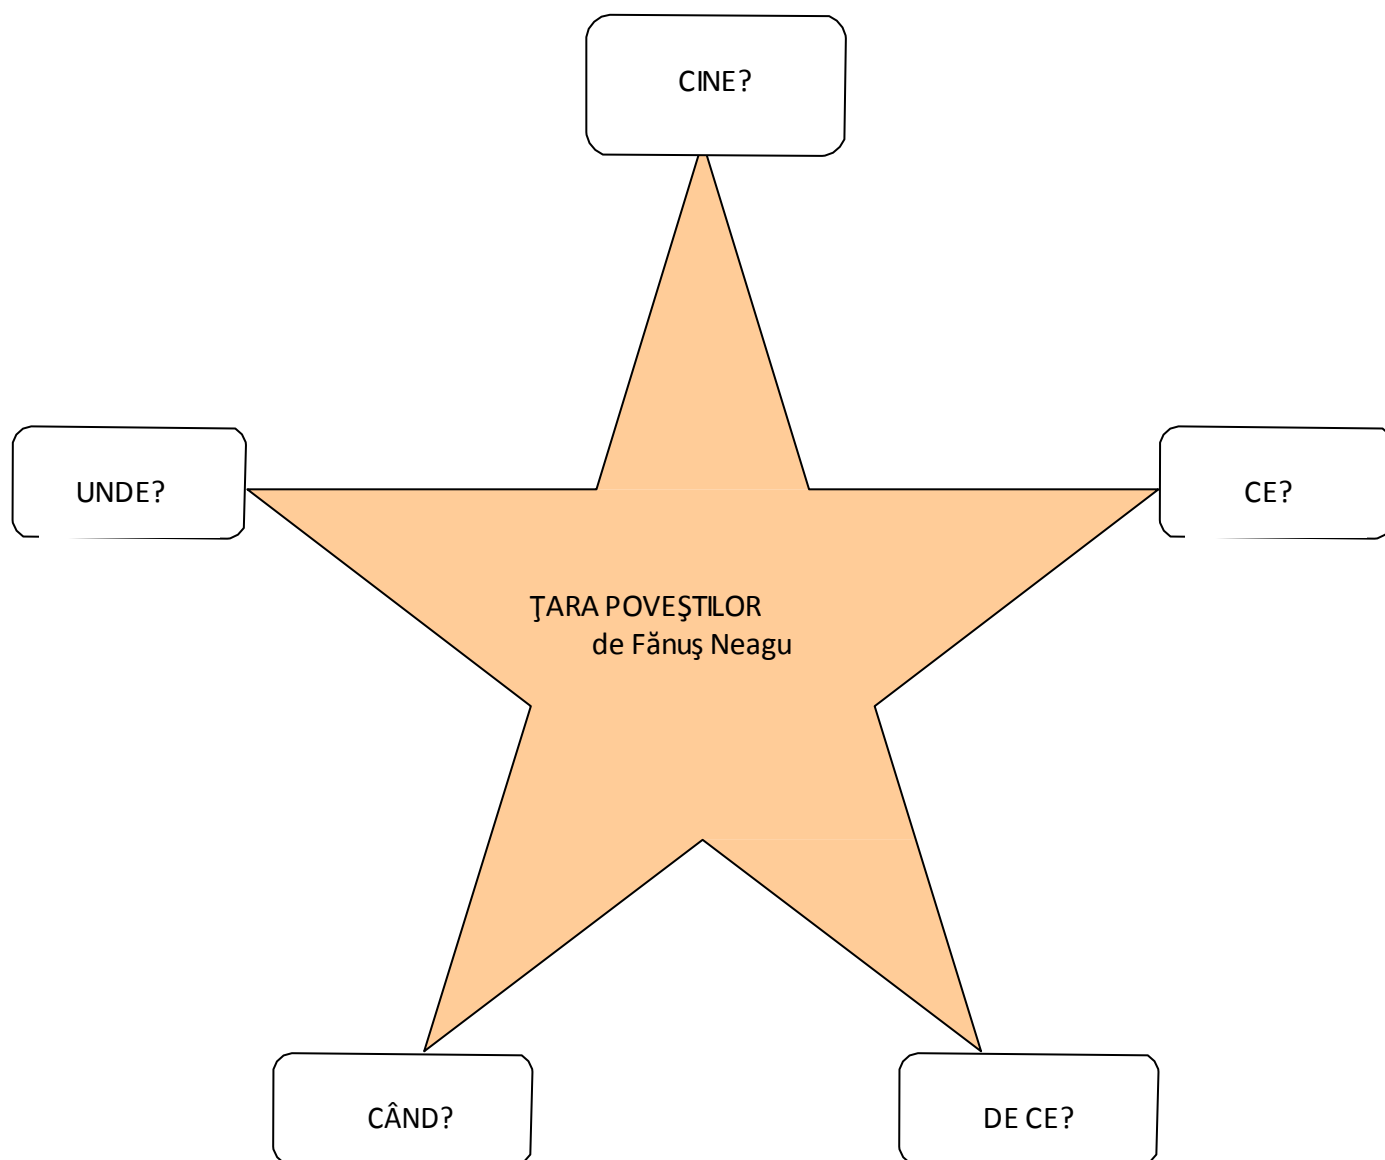 CINE?
UNDE?
CE?
ŢARA POVEŞTILOR
de Fănuş Neagu
CÂND?
DE CE?